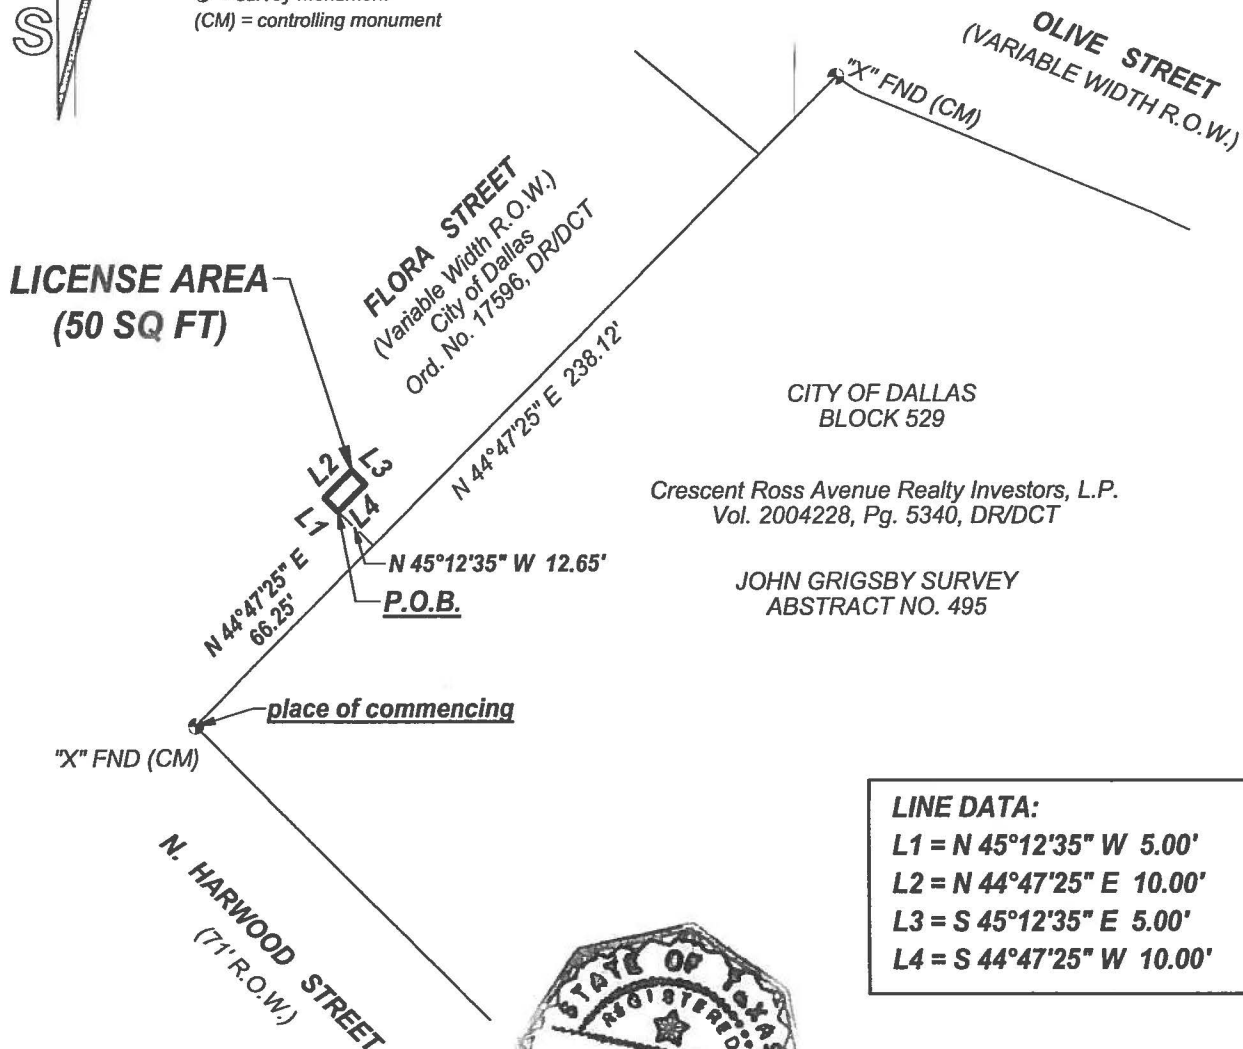 S
(CM) = controlling monument
OLIVE STREET
(VARIABLE WIDTH R.O.W.)
"X" FND (CM)
FLORA STREET
(Variable Width R.O.W.)
City of Dallas
Ord. No. 17596, DR/DCT
LICENSE AREA
(50 SQ FT)
N 44°47'25" E 238.12'
CITY OF DALLAS
BLOCK 529
Crescent Ross Avenue Realty Investors, L.P.
Vol. 2004228, Pg. 5340, DR/DCT
JOHN GRIGSBY SURVEY
ABSTRACT NO. 495
L2
L3
L1
L4
N 45°12'35" W 12.65'
P.O.B.
N 44°47'25" E
66.25'
place of commencing
"X" FND (CM)
N. HARWOOD STREET
(71' R.O.W.)
LINE DATA:
L1 = N 45°12'35" W 5.00'
L2 = N 44°47'25" E 10.00'
L3 = S 45°12'35" E 5.00'
L4 = S 44°47'25" W 10.00'
STATE OF TEXAS
REGISTERED